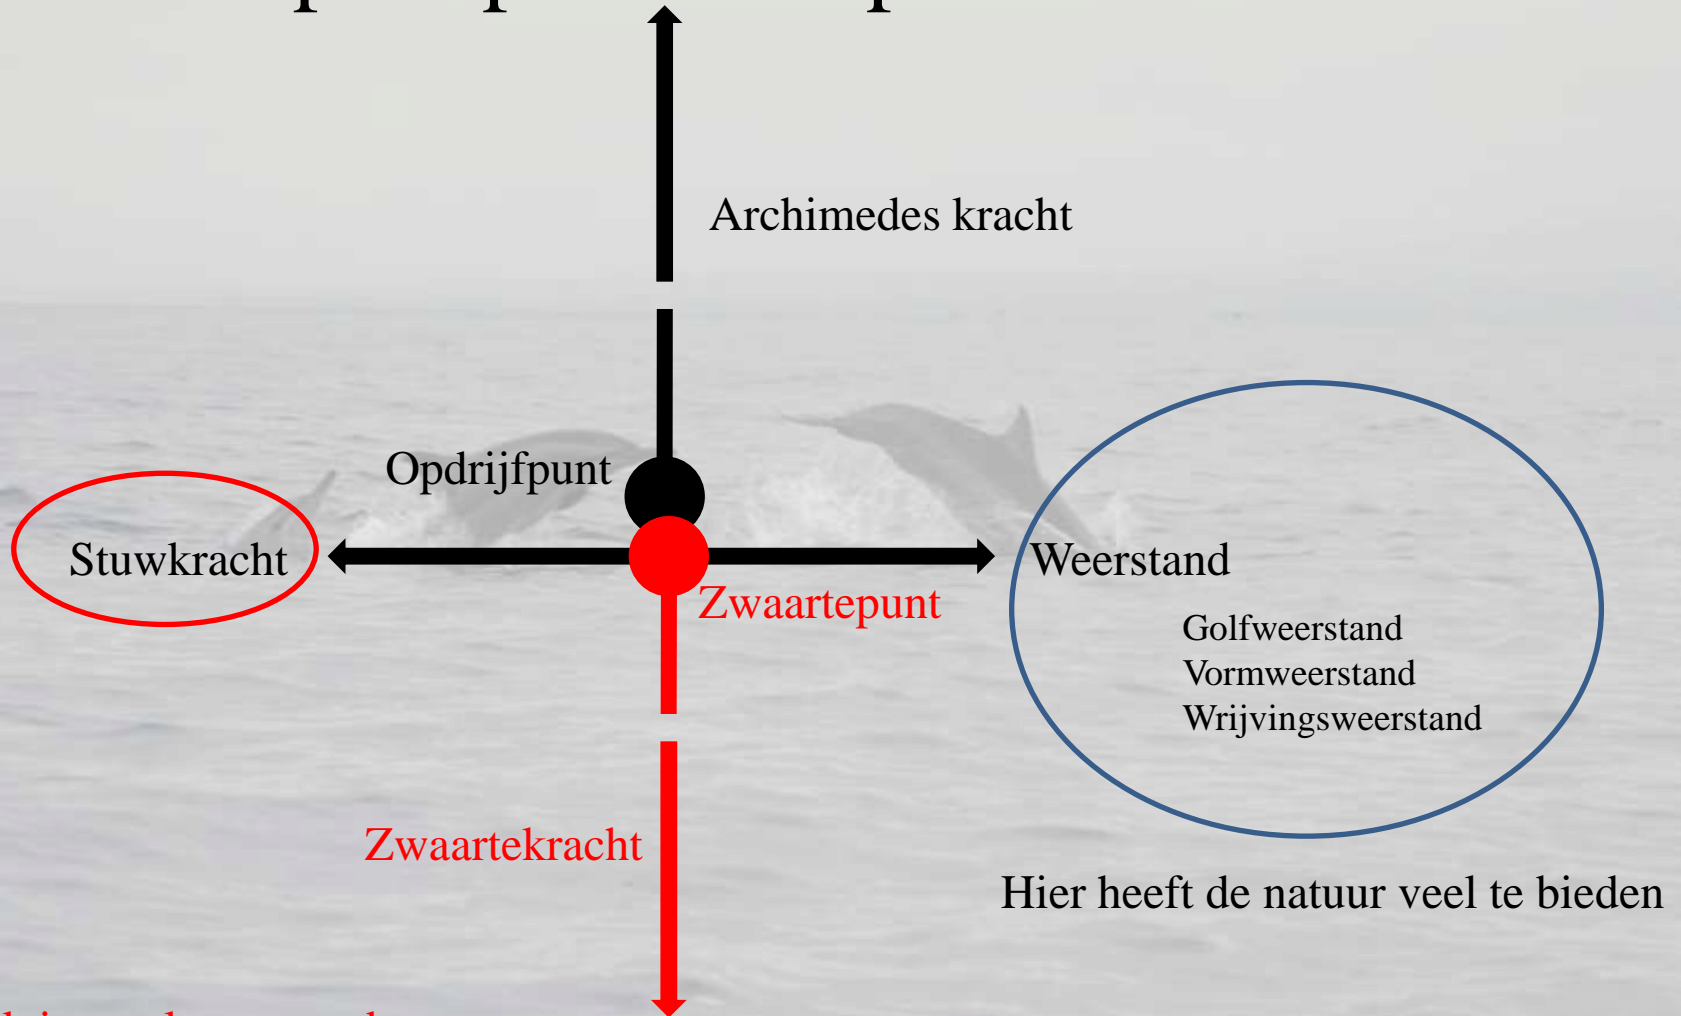 Archimedes kracht
Opdrijfpunt
Stuwkracht
Weerstand
Zwaartepunt
Golfweerstand
Vormweerstand
Wrijvingsweerstand
Zwaartekracht
Hier heeft de natuur veel te bieden